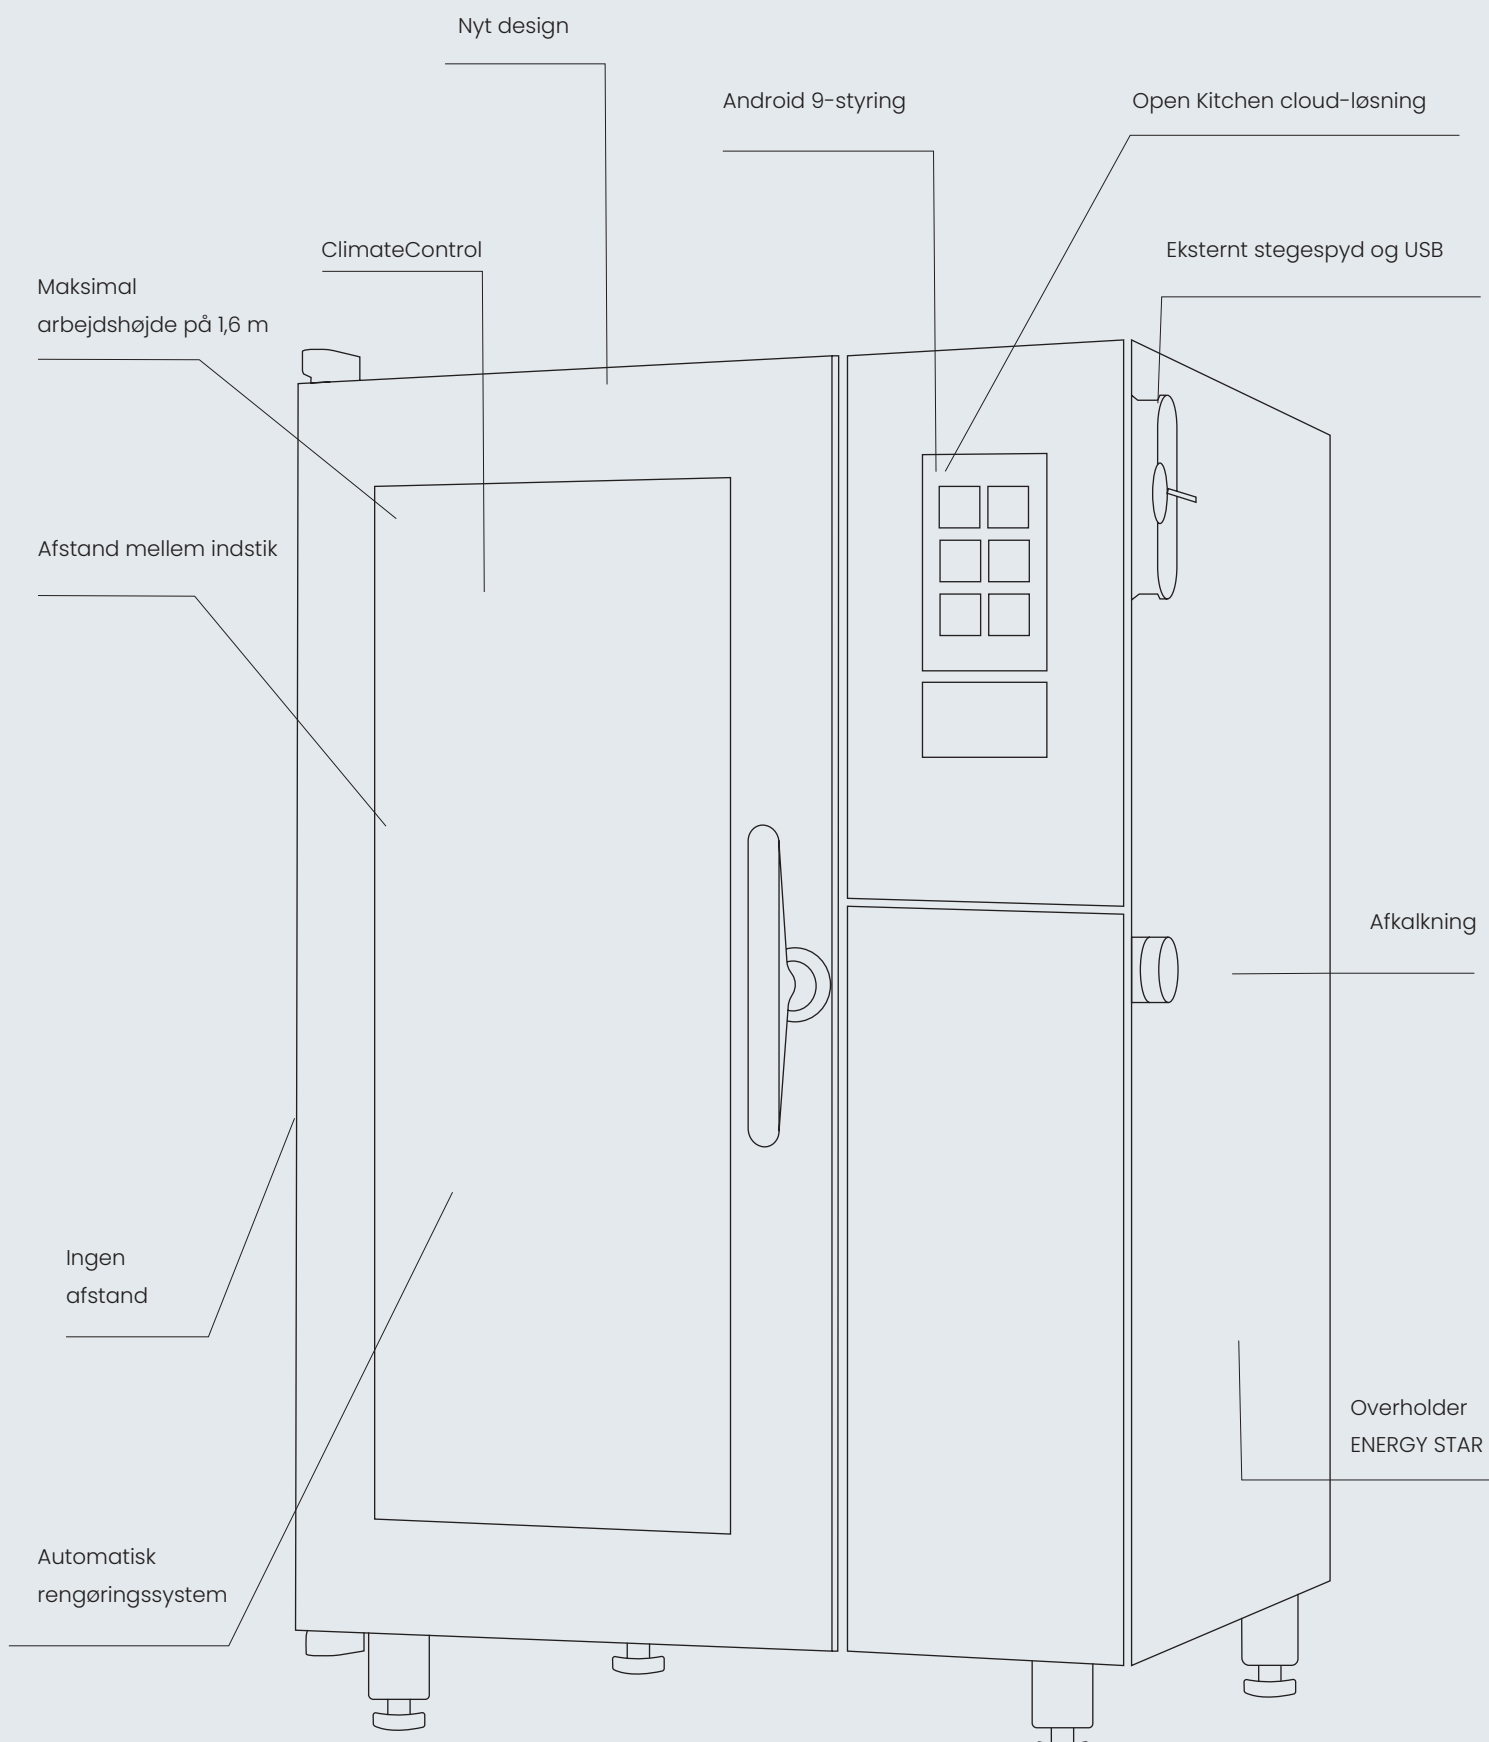 Nyt design
Android 9-styring
Open Kitchen cloud-løsning
ClimateControl
Eksternt stegespyd og USB
Maksimal
arbejdshøjde på 1,6 m
Afstand mellem indstik
Afkalkning
Ingen
afstand
Overholder
ENERGY STAR
Automatisk
rengøringssystem